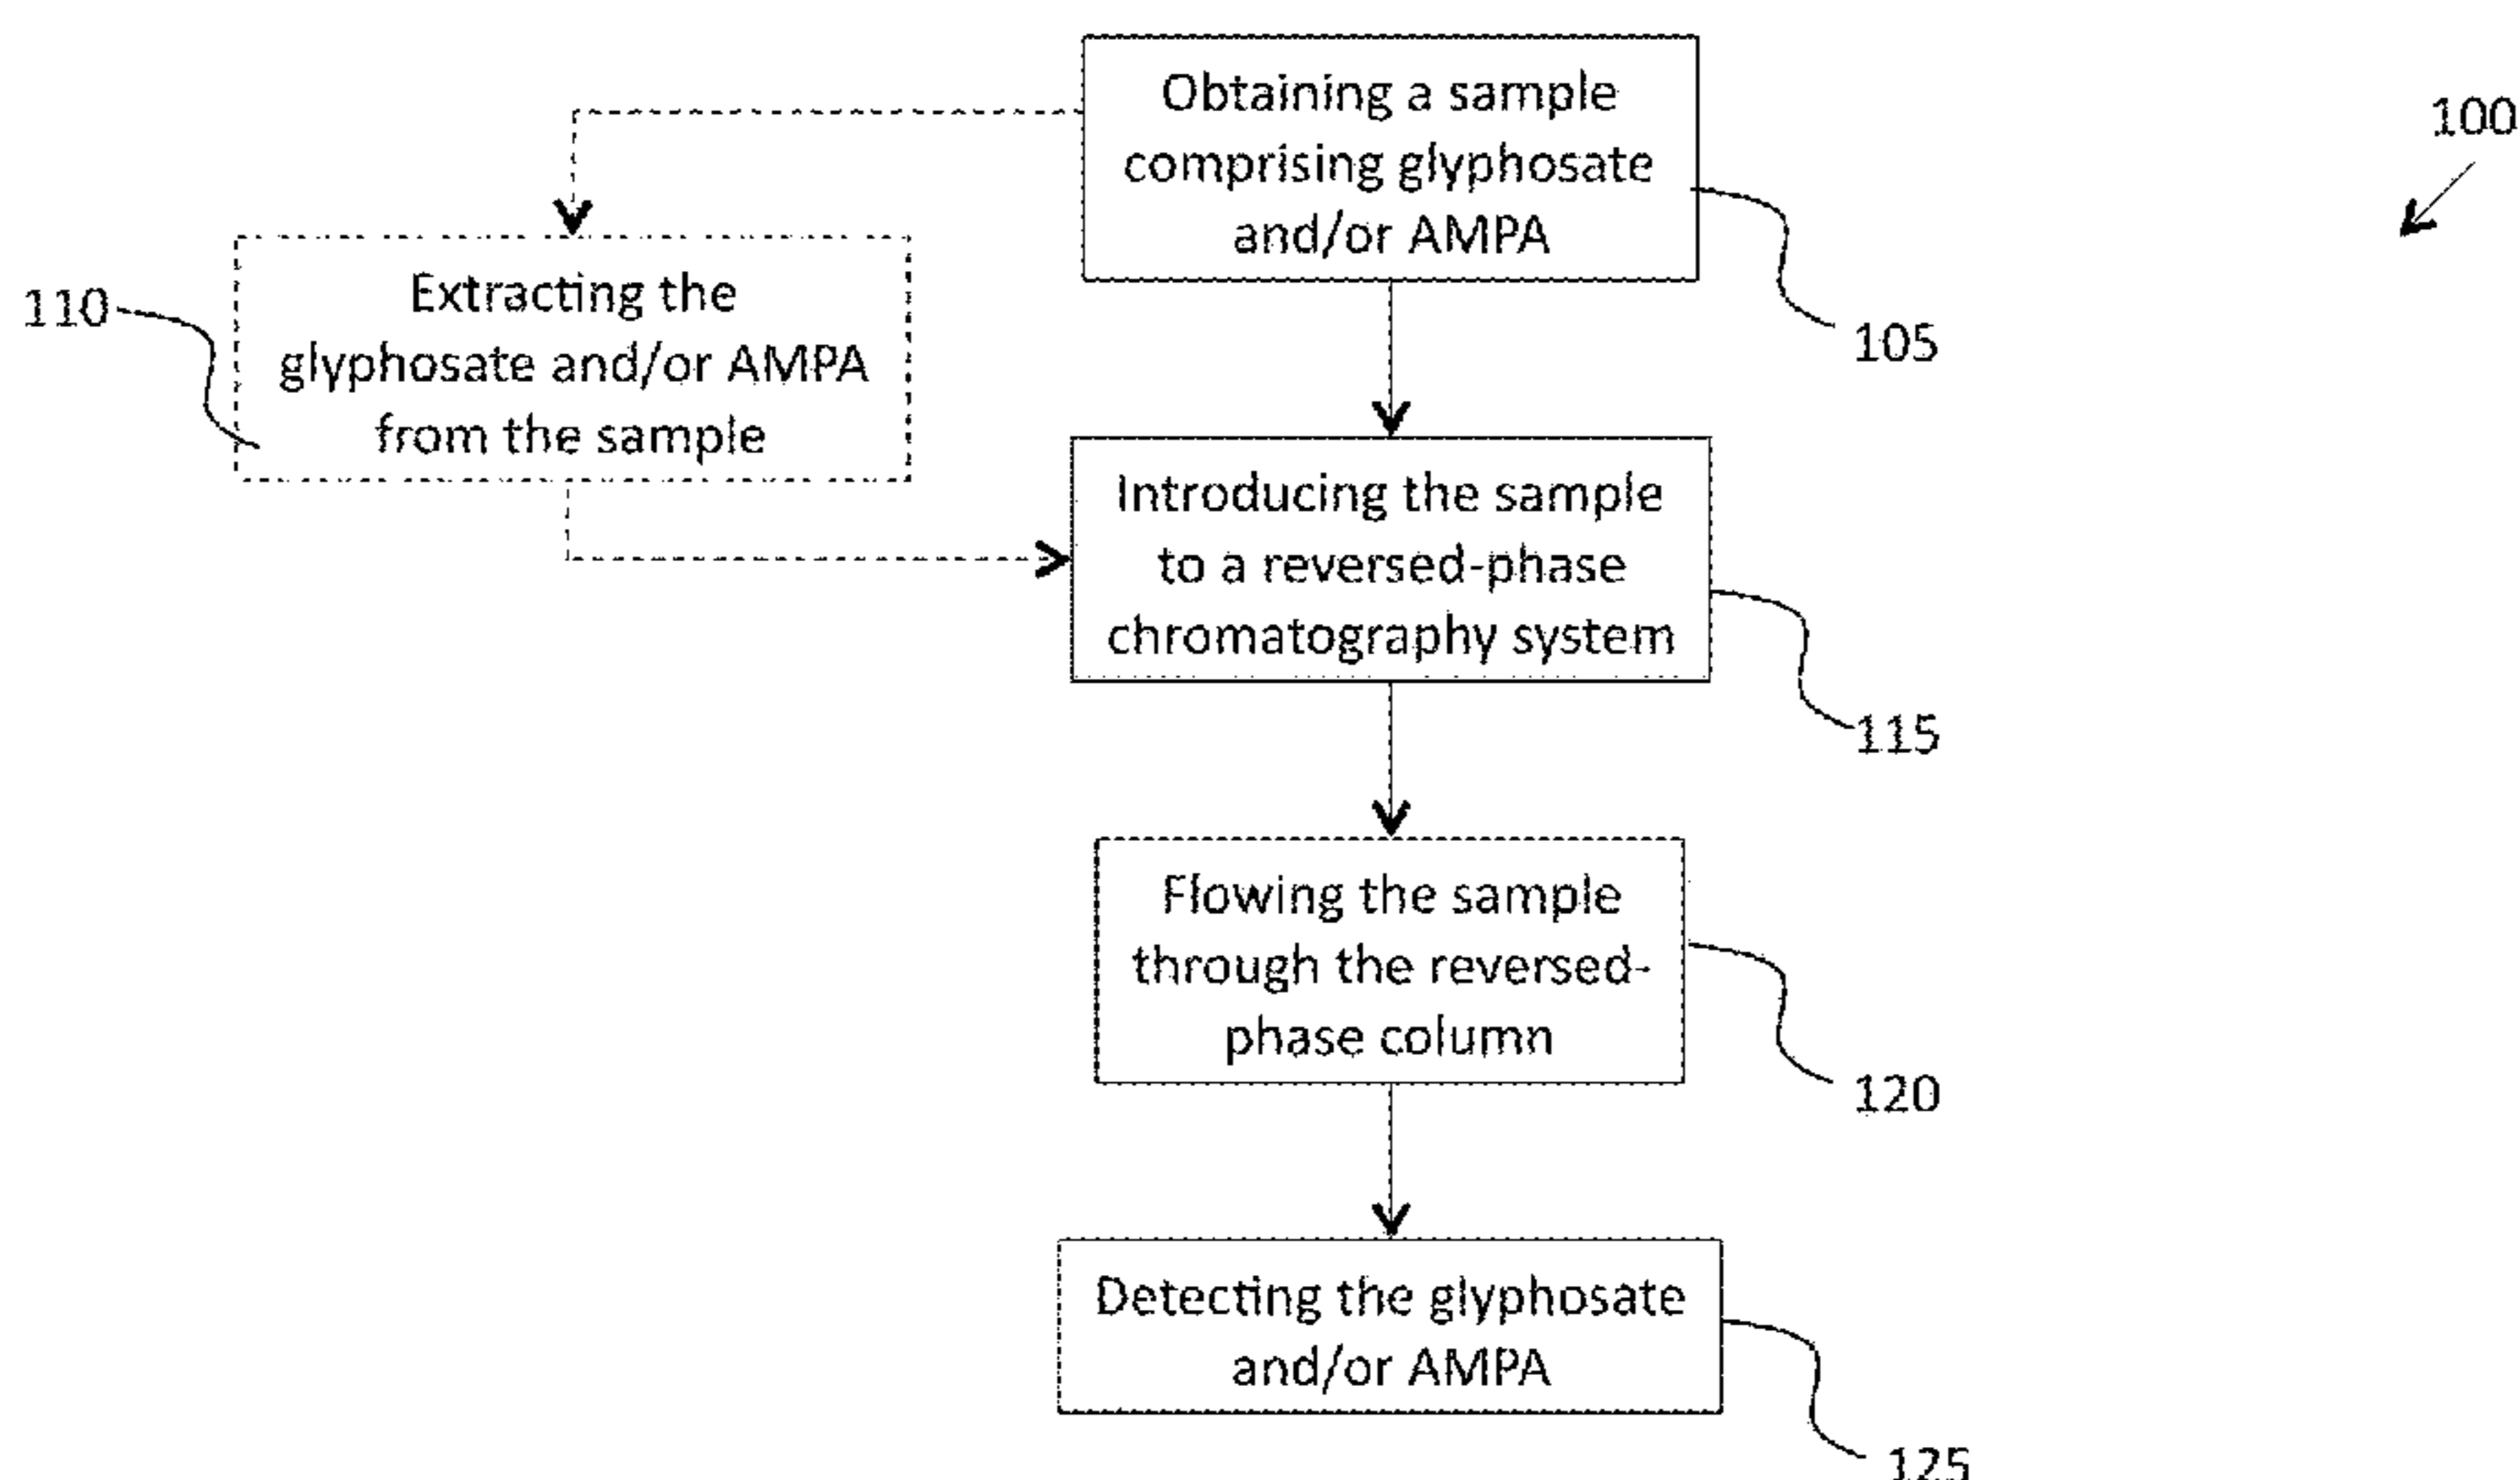 Obtaining a sample
comprising glyphosate
and/or AMPA
100
105
Extracting the
glyphosate and/or AMPA
from the sample
110
Introducing the sample
to a reversed-phase
chromatography system
115
Flowing the sample
through the reversed-
phase column
120
Detecting the glyphosate
and/or AMPA
125